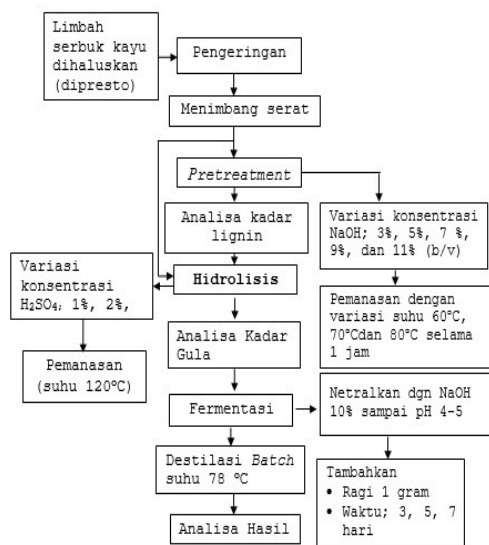 Limbah
serbuk kayu
dihaluskan
(dipresto)
Pengeringan
Menimbang serat
Pretreatment
Analisa kadar
lignin
Variasi konsentrasi
NaOH; 3%, 5%, 7 %,
9%, dan 11% (b/v)
Variasi
konsentrasi
H₂SO₄; 1%, 2%,
Hidrolisis
Pemanasan dengan
variasi suhu 60°C,
70°Cdan 80°C selama
1 jam
Pemanasan
(suhu 120°C)
Analisa Kadar
Gula
Fermentasi
Netralkan dgn NaOH
10% sampai pH 4-5
Destilasi Batch
suhu 78 °C
Tambahkan
• Ragi 1 gram
• Waktu; 3, 5, 7
hari
Analisa Hasil